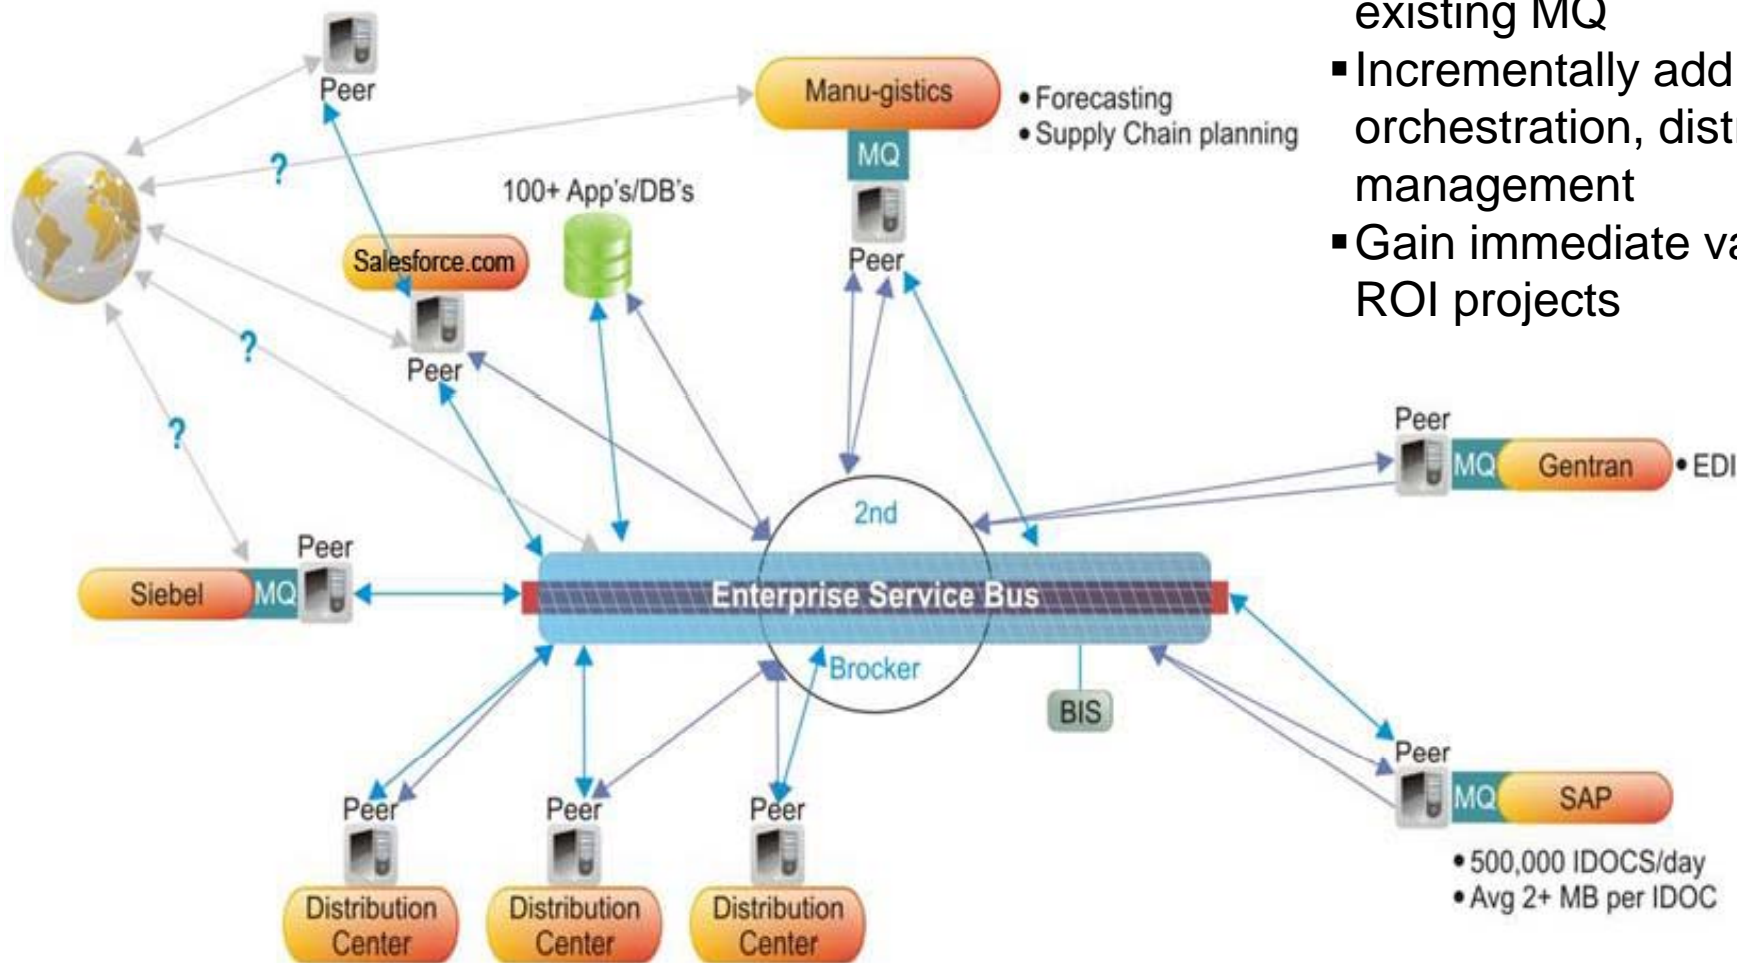 existing MQ
▪Incrementally add
orchestration, distr
management
▪Gain immediate va
ROI projects
Peer
Manu-gistics
• Forecasting
• Supply Chain planning
MQ
Peer
?
100+ App's/DB's
Salesforce.com
Peer
?
?
Peer
MQ
Gentran
• EDI
2nd
Enterprise Service Bus
Brocker
Peer
Siebel
MQ
BIS
Peer
MQ
SAP
• 500,000 IDOCS/day
• Avg 2+ MB per IDOC
Peer
Peer
Peer
Distribution
Center
Distribution
Center
Distribution
Center